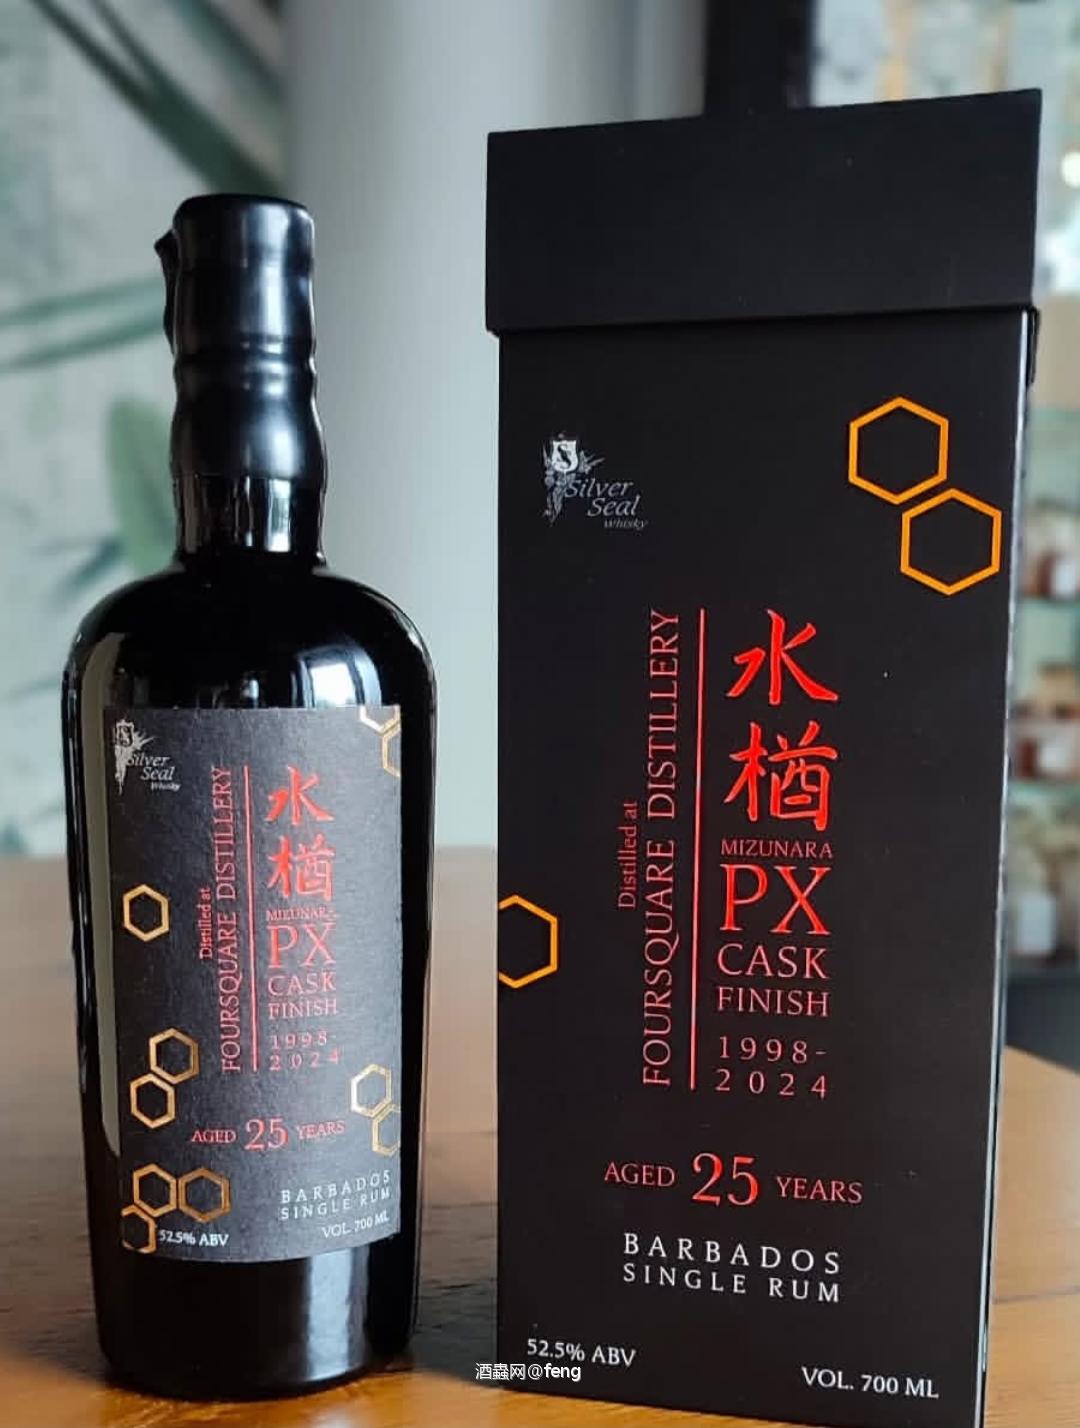 Silver
Seal
Whisky
Distilled at
FOURSQUARE DISTILLERY
水
楢
MIZUNARA
PX
CASK
FINISH
1998-
2024
AGED 25 YEARS
BARBADOS
SINGLE RUM
52.5% ABV
VOL. 700 ML
S
Silver
Seal
Whisky
Distilled at
FOURSQUARE DISTILLERY
水
楢
MIZUNARA
PX
CASK
FINISH
1998-
2024
AGED 25 YEARS
BARBADOS
SINGLE RUM
52.5% ABV
VOL. 700 ML
酒蟲网@feng